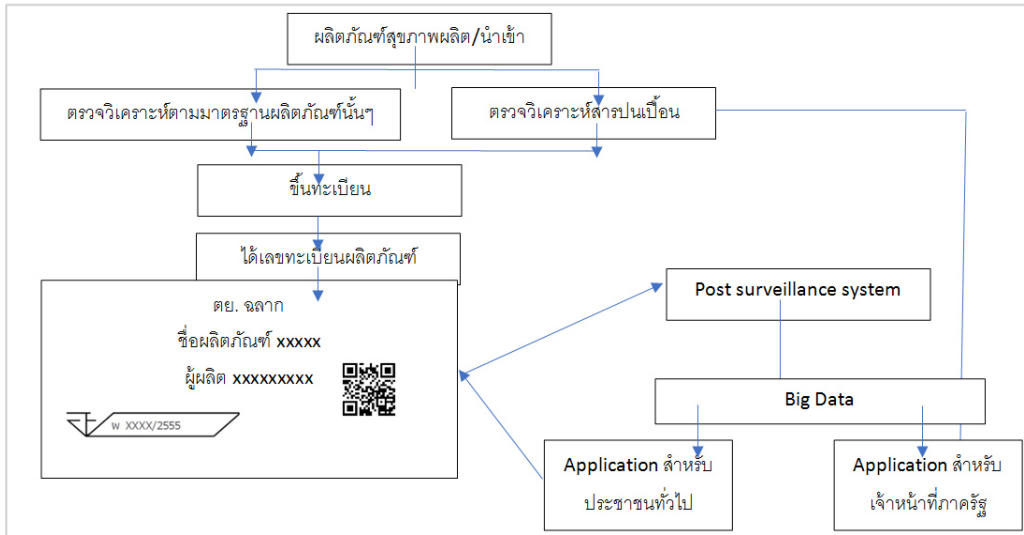 ผลิตภัณฑ์สุขภาพผลิต/นำเข้า
ตรวจวิเคราะห์ตามมาตรฐานผลิตภัณฑ์นั้นๆ
ตรวจวิเคราะห์สารปนเปื้อน
ขึ้นทะเบียน
ได้เลขทะเบียนผลิตภัณฑ์
ตย. ฉลาก
ชื่อผลิตภัณฑ์ xxxxx
ผู้ผลิต xxxxxxxxx
พ XXXX/2555
Post surveillance system
Big Data
Application สำหรับ
ประชาชนทั่วไป
Application สำหรับ
เจ้าหน้าที่ภาครัฐ